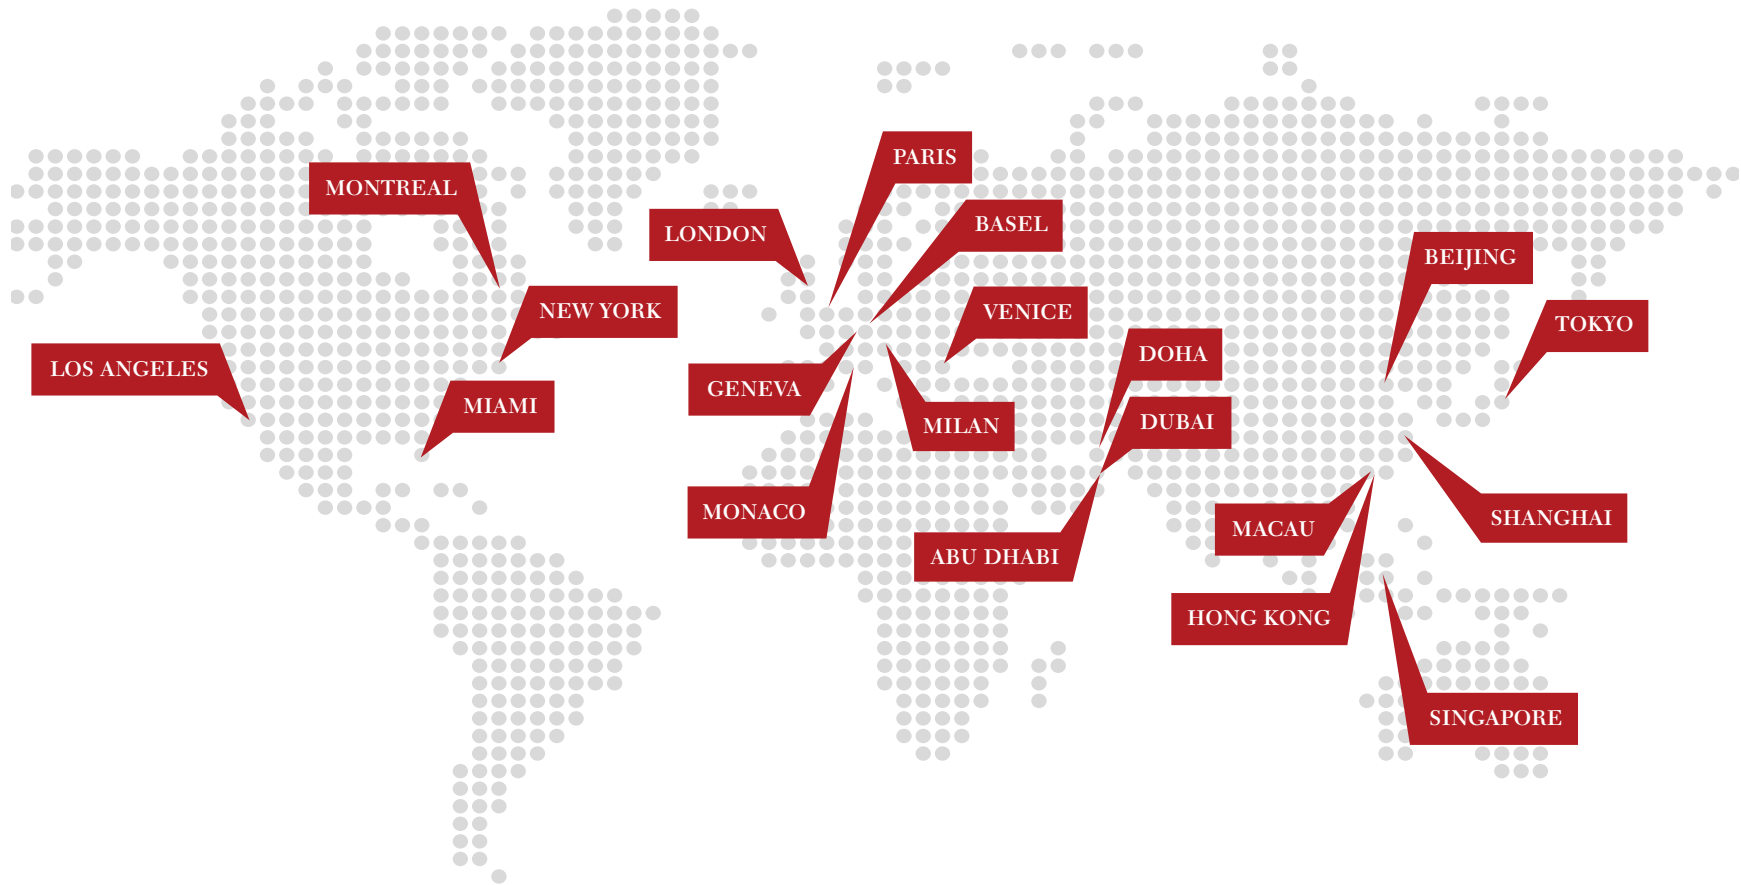 PARIS
MONTREAL
BASEL
LONDON
BEIJING
NEW YORK
VENICE
TOKYO
DOHA
LOS ANGELES
GENEVA
MIAMI
DUBAI
MILAN
MONACO
SHANGHAI
MACAU
ABU DHABI
HONG KONG
SINGAPORE